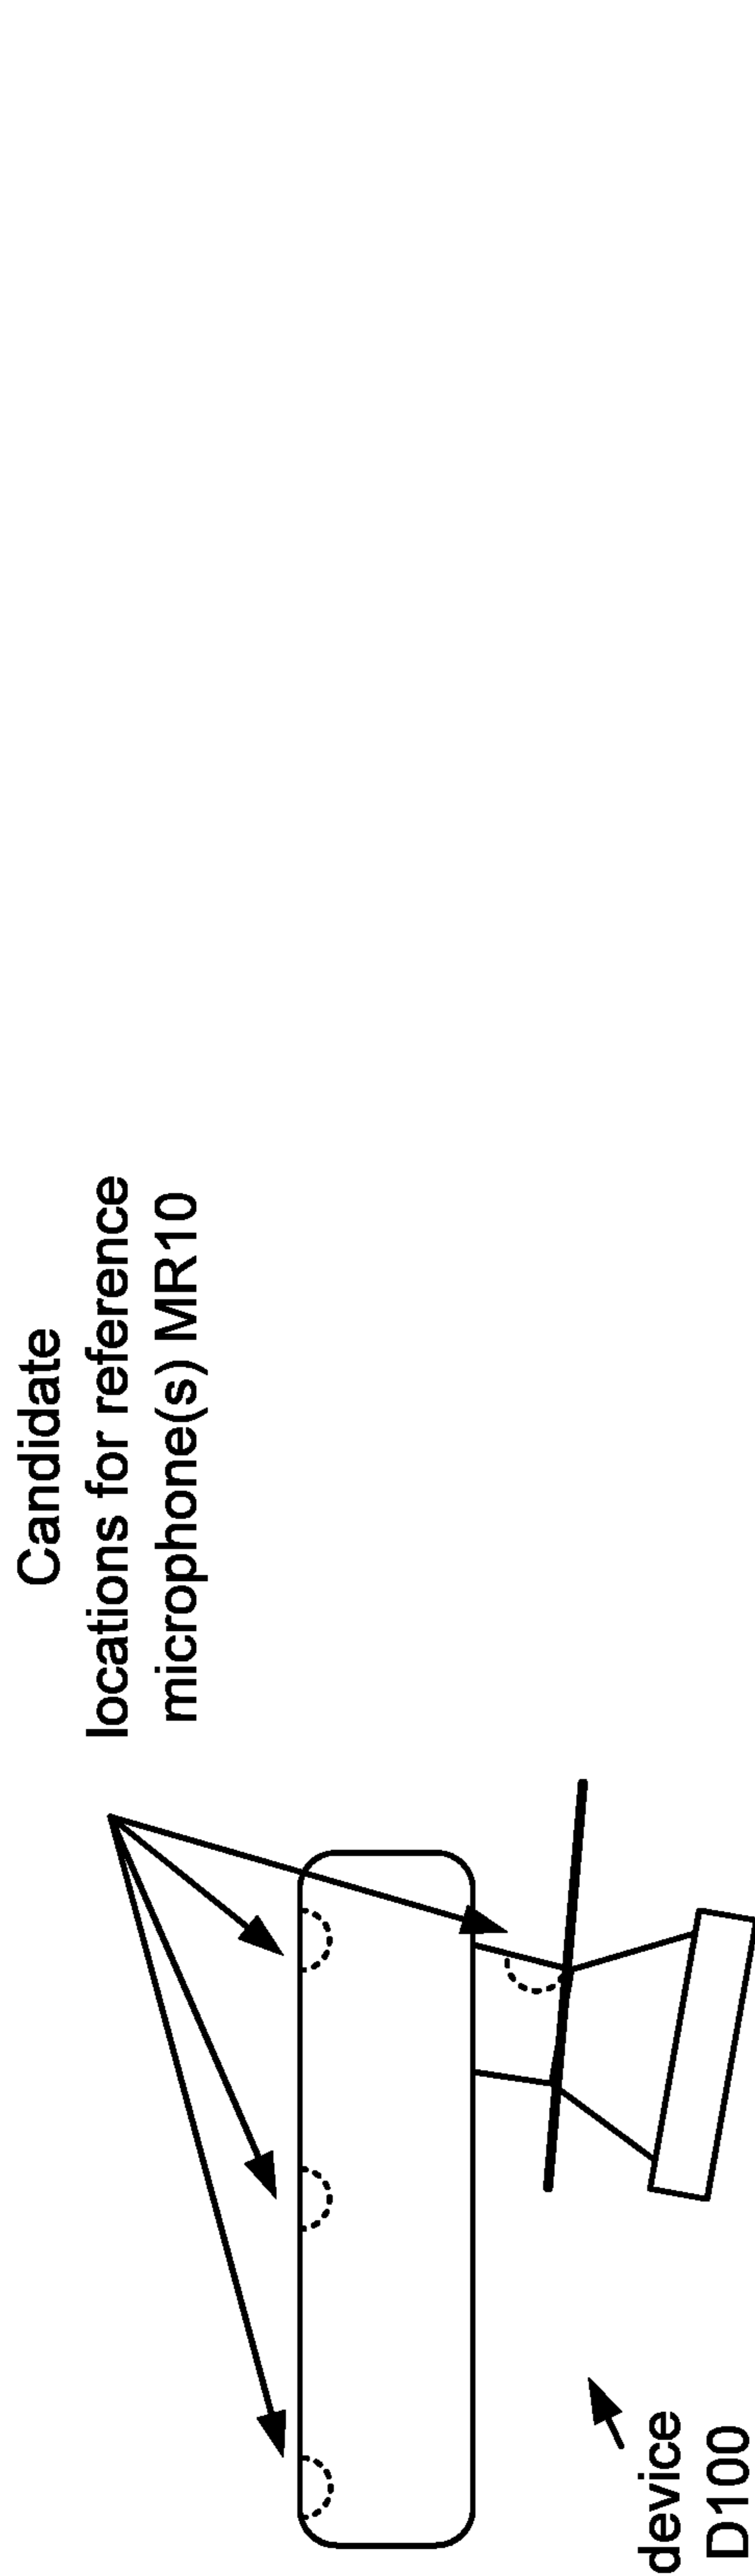 Candidate
locations for reference
microphone(s) MR10
device
D100